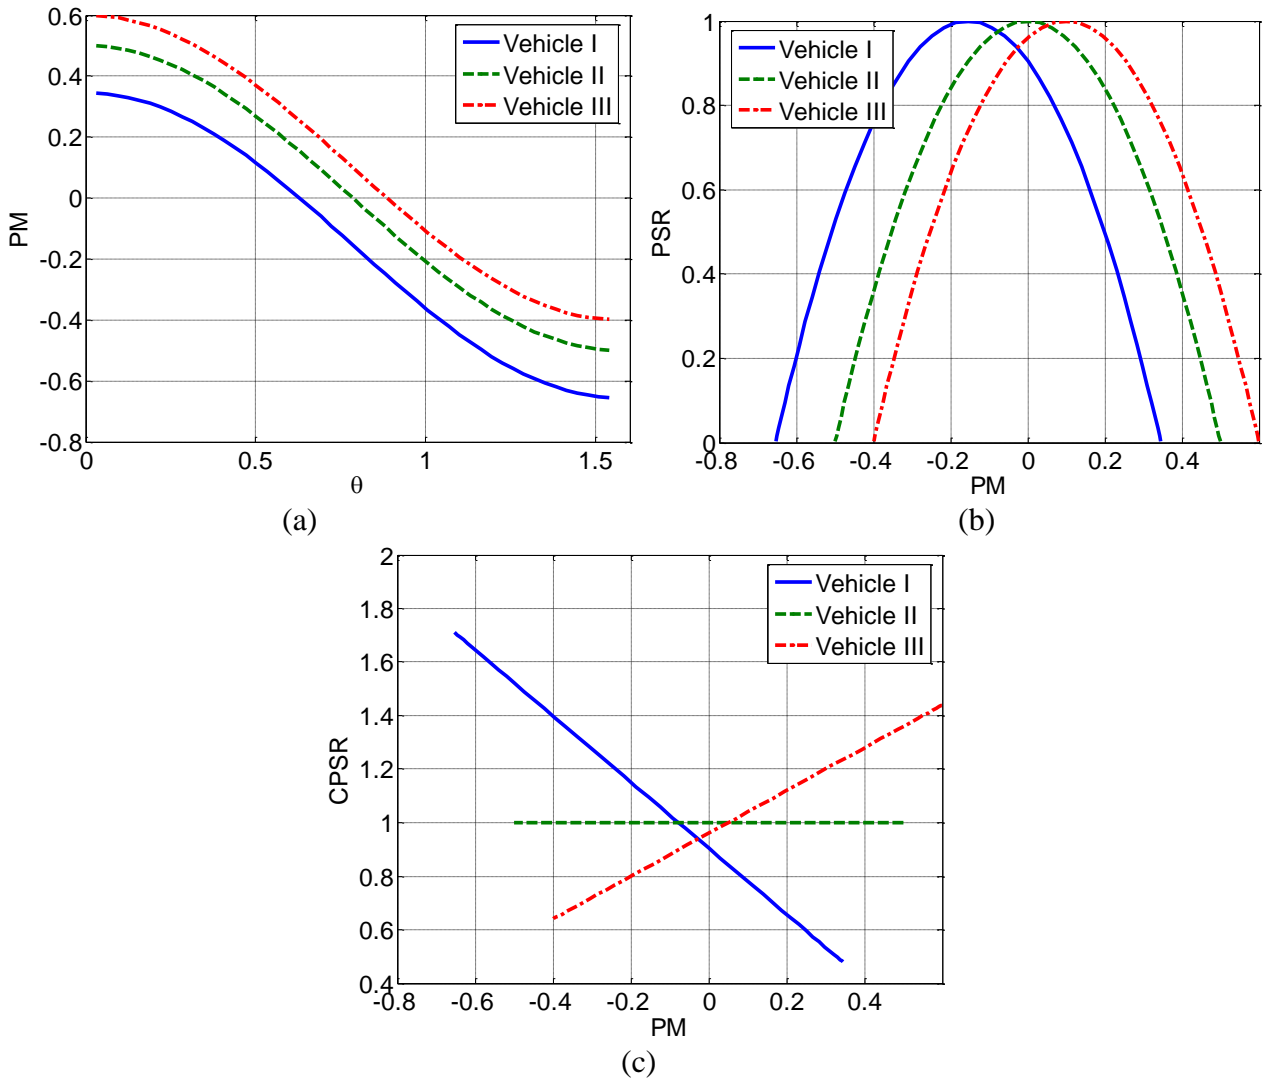 0.6
0.4
0.2
0
-0.2
-0.4
-0.6
-0.8
PM
0
0.5
1
1.5
θ
Vehicle I
Vehicle II
Vehicle III
(a)
1
0.8
0.6
0.4
0.2
0
PSR
-0.8
-0.6
-0.4
-0.2
0
0.2
0.4
PM
Vehicle I
Vehicle II
Vehicle III
(b)
2
1.8
1.6
1.4
1.2
1
0.8
0.6
0.4
CPSR
-0.8
-0.6
-0.4
-0.2
0
0.2
0.4
PM
Vehicle I
Vehicle II
Vehicle III
(c)